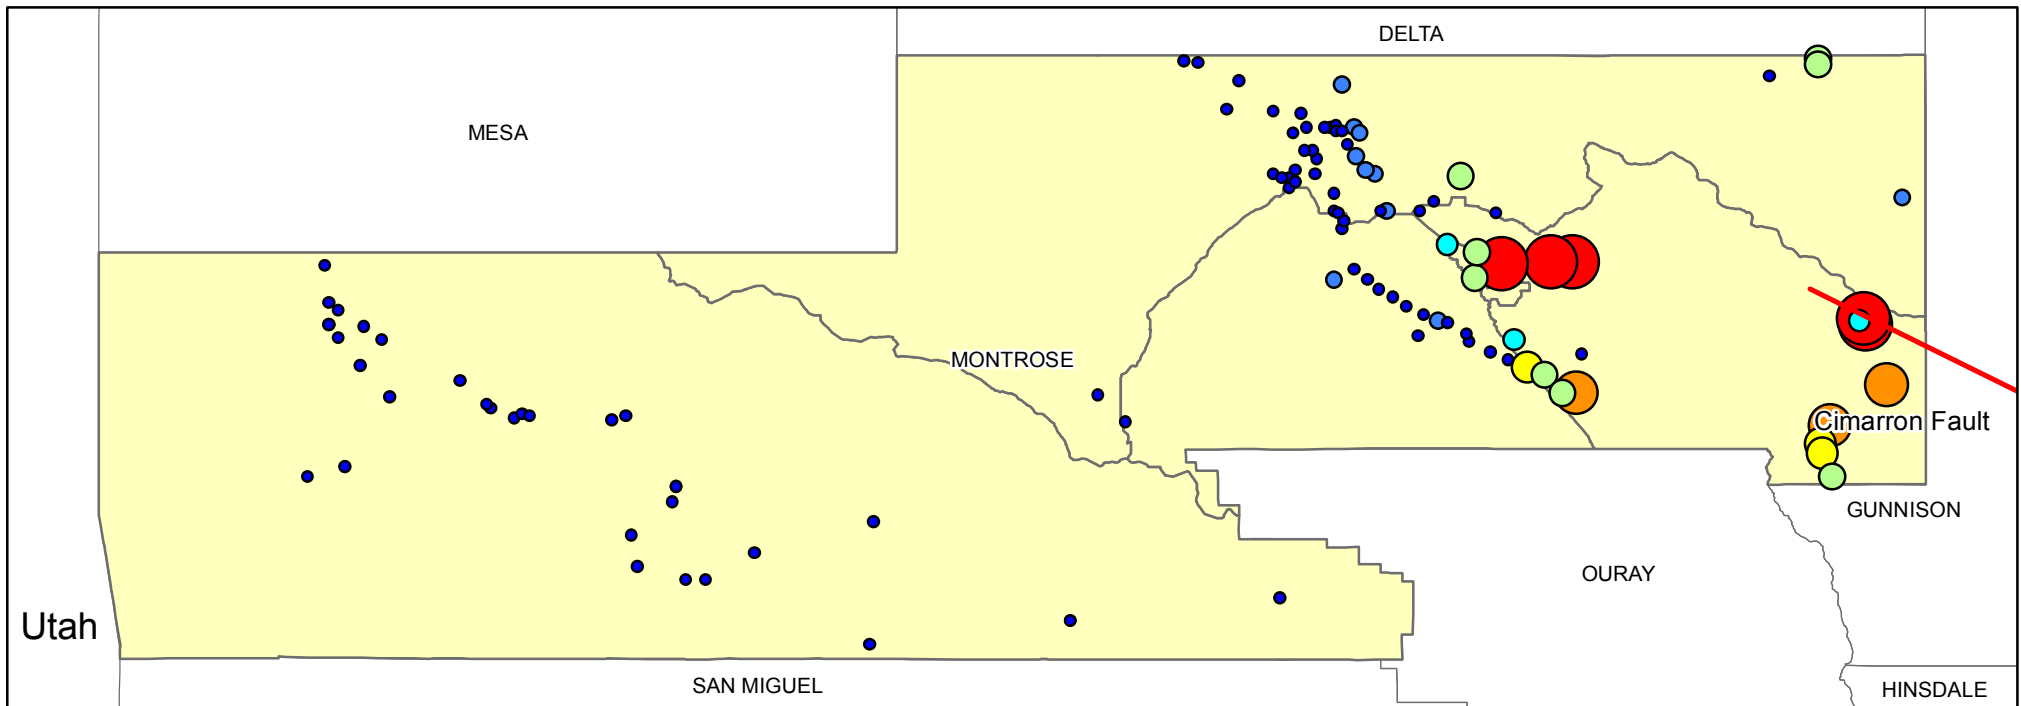 DELTA
MESA
MONTROSE
Cimarron Fault
GUNNISON
OURAY
Utah
SAN MIGUEL
HINSDALE